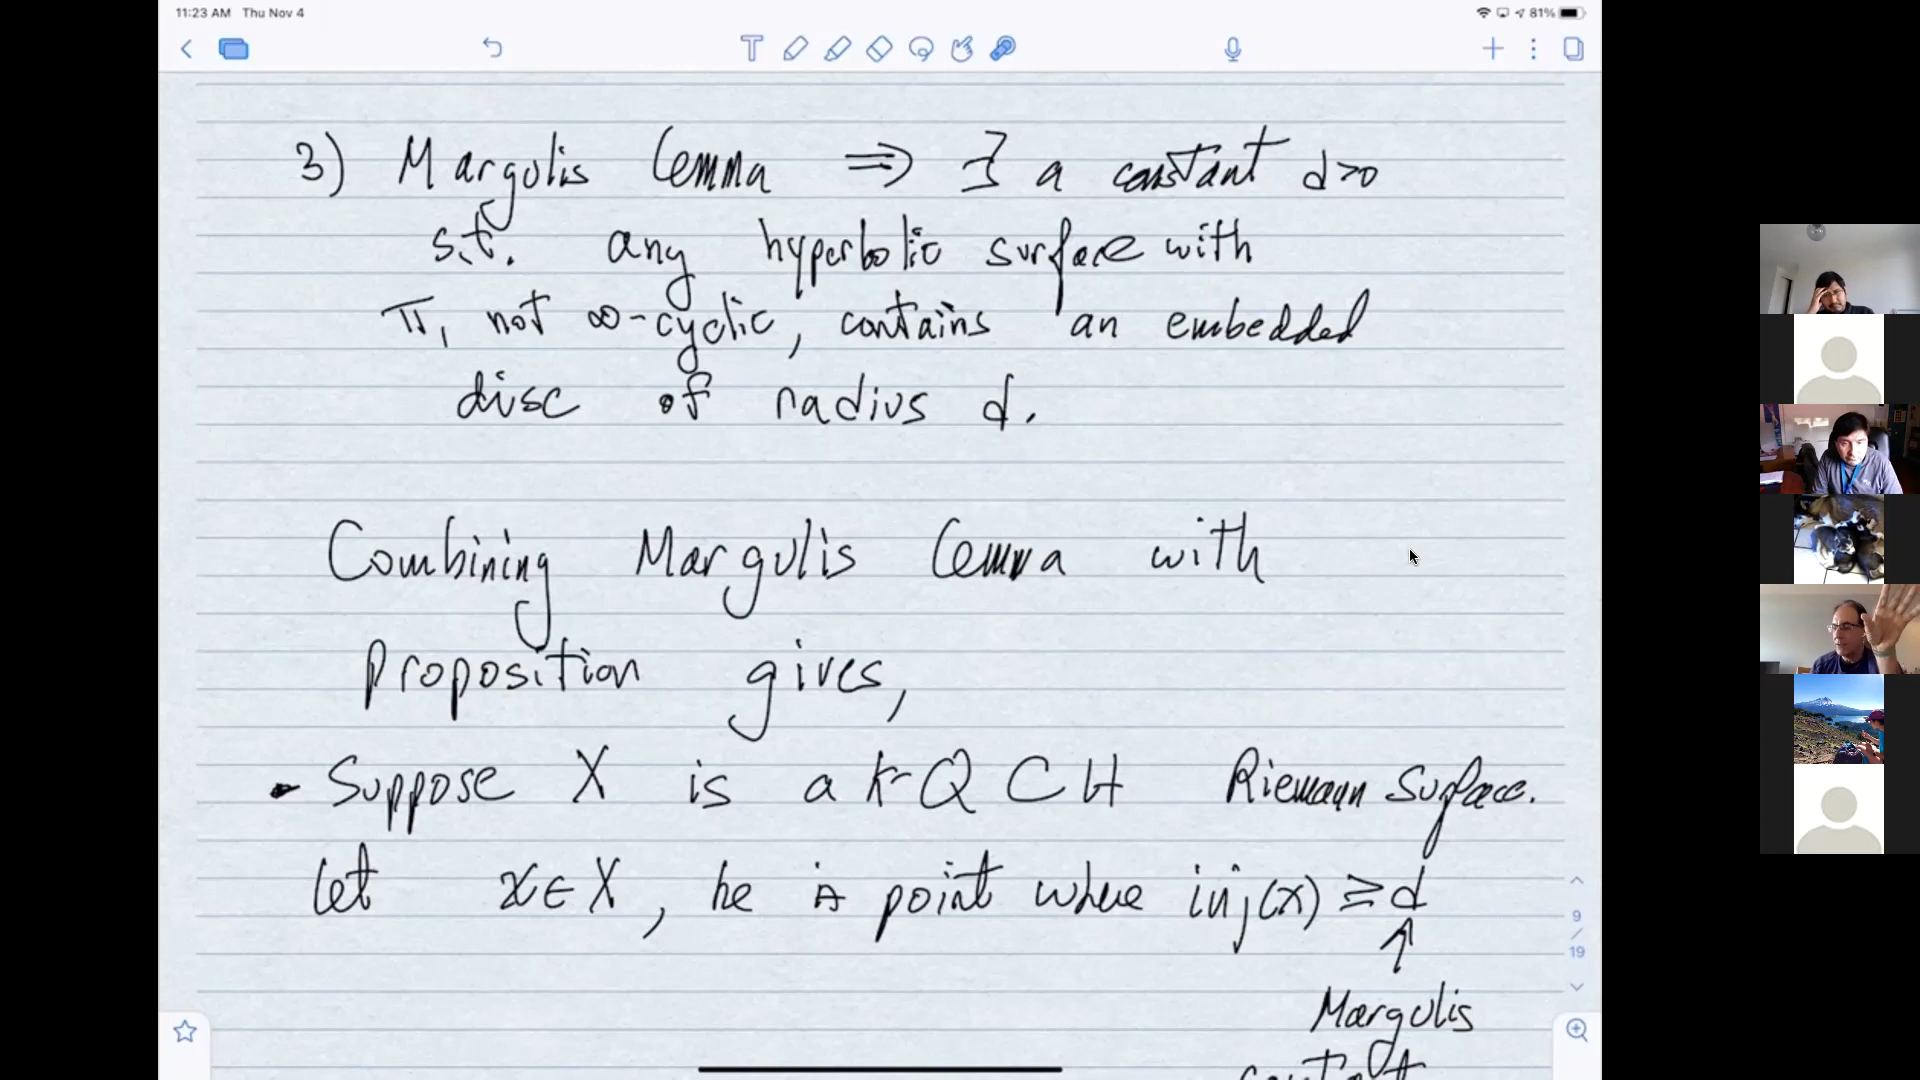 11:23 AM Thu Nov 4
81%
3) Margulis Lemma ⇒ ∃ a constant d>0
s.t. any hyperbolic surface with
π₁ not ∞-cyclic, contains an embedded
disc of radius d.
Combining Margulis Lemma with
Proposition gives,
- Suppose X is a K-QCH Riemann Surface.
Let x∈X, be a point where inj(x) ≥ d
↑
Margulis
9
/
19